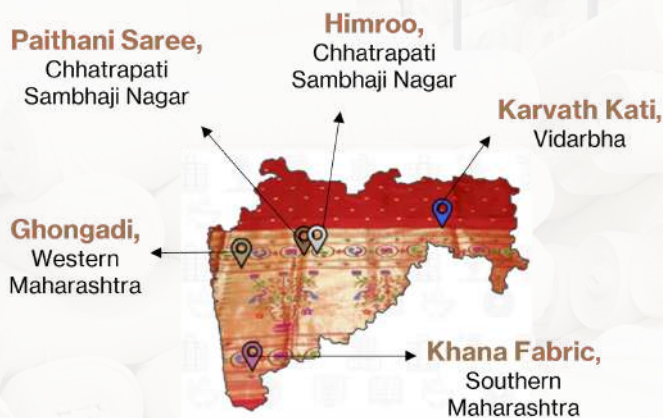 Paithani Saree,
Chhatrapati
Sambhaji Nagar
Himroo,
Chhatrapati
Sambhaji Nagar
Karvath Kati,
Vidarbha
Ghongadi,
Western
Maharashtra
Khana Fabric,
Southern
Maharashtra